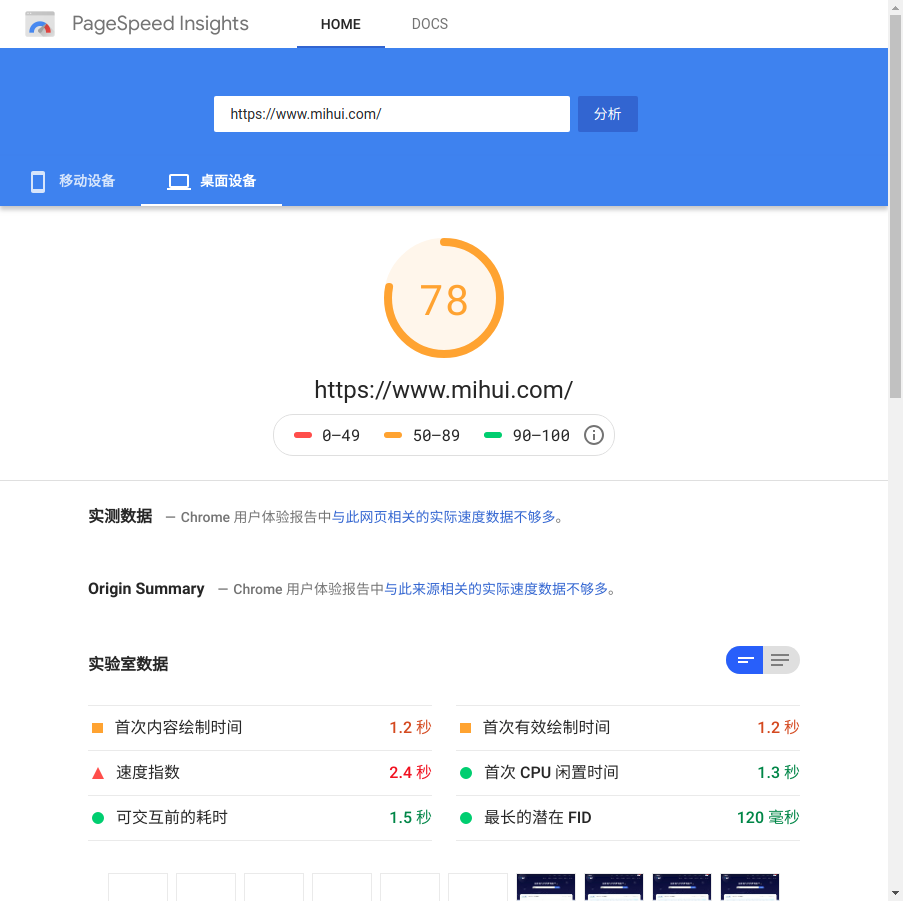 PageSpeed Insights
HOME
DOCS
https://www.mihui.com/
分析
移动设备
桌面设备
78
https://www.mihui.com/
0–49
50–89
90–100
实测数据 — Chrome 用户体验报告中与此网页相关的实际速度数据不够多。
Origin Summary — Chrome 用户体验报告中与此来源相关的实际速度数据不够多。
实验室数据
首次内容绘制时间 1.2 秒
首次有效绘制时间 1.2 秒
速度指数 2.4 秒
首次 CPU 闲置时间 1.3 秒
可交互前的耗时 1.5 秒
最长的潜在 FID 120 毫秒